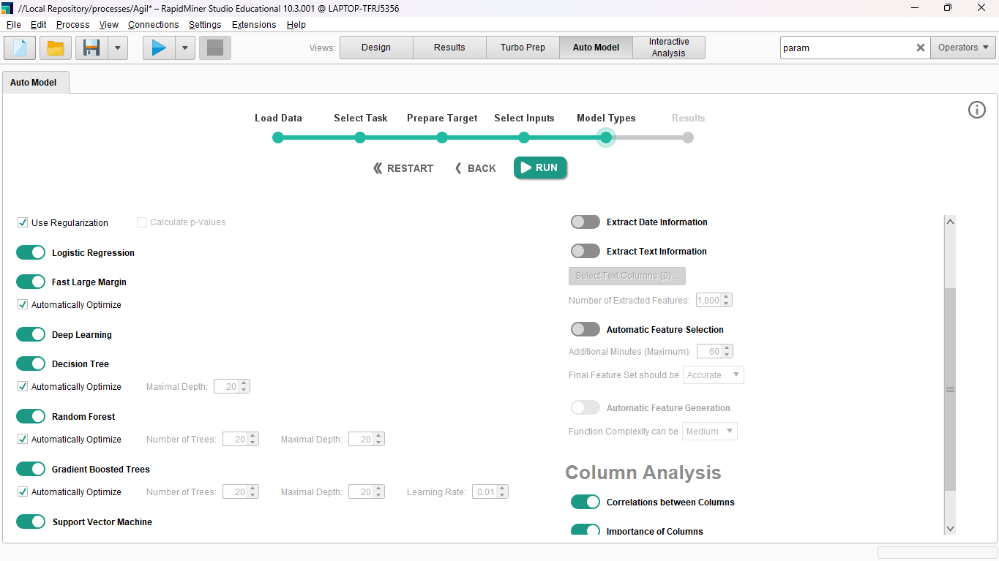 //Local Repository/processes/Agil* – RapidMiner Studio Educational 10.3.001 @ LAPTOP-TFRJ5356
File Edit Process View Connections Settings Extensions Help
Views: Design Results Turbo Prep Auto Model Interactive Analysis
param
Operators
Auto Model
Load Data Select Task Prepare Target Select Inputs Model Types Results
RESTART BACK RUN
Use Regularization Calculate p-Values
Logistic Regression
Fast Large Margin
Automatically Optimize
Deep Learning
Decision Tree
Automatically Optimize Maximal Depth: 20
Random Forest
Automatically Optimize Number of Trees: 20 Maximal Depth: 20
Gradient Boosted Trees
Automatically Optimize Number of Trees: 20 Maximal Depth: 20 Learning Rate: 0.01
Support Vector Machine
Extract Date Information
Extract Text Information
Select Text Columns (0)...
Number of Extracted Features: 1,000
Automatic Feature Selection
Additional Minutes (Maximum): 60
Final Feature Set should be Accurate
Automatic Feature Generation
Function Complexity can be Medium
Column Analysis
Correlations between Columns
Importance of Columns